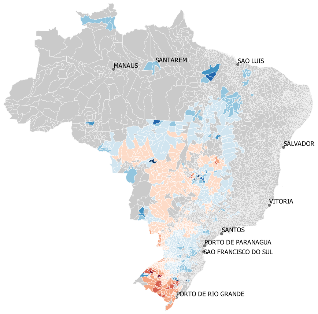 MANAUS
SANTAREM
SAO LUIS
SALVADOR
VITORIA
SANTOS
PORTO DE PARANAGUA
SAO FRANCISCO DO SUL
PORTO DE RIO GRANDE